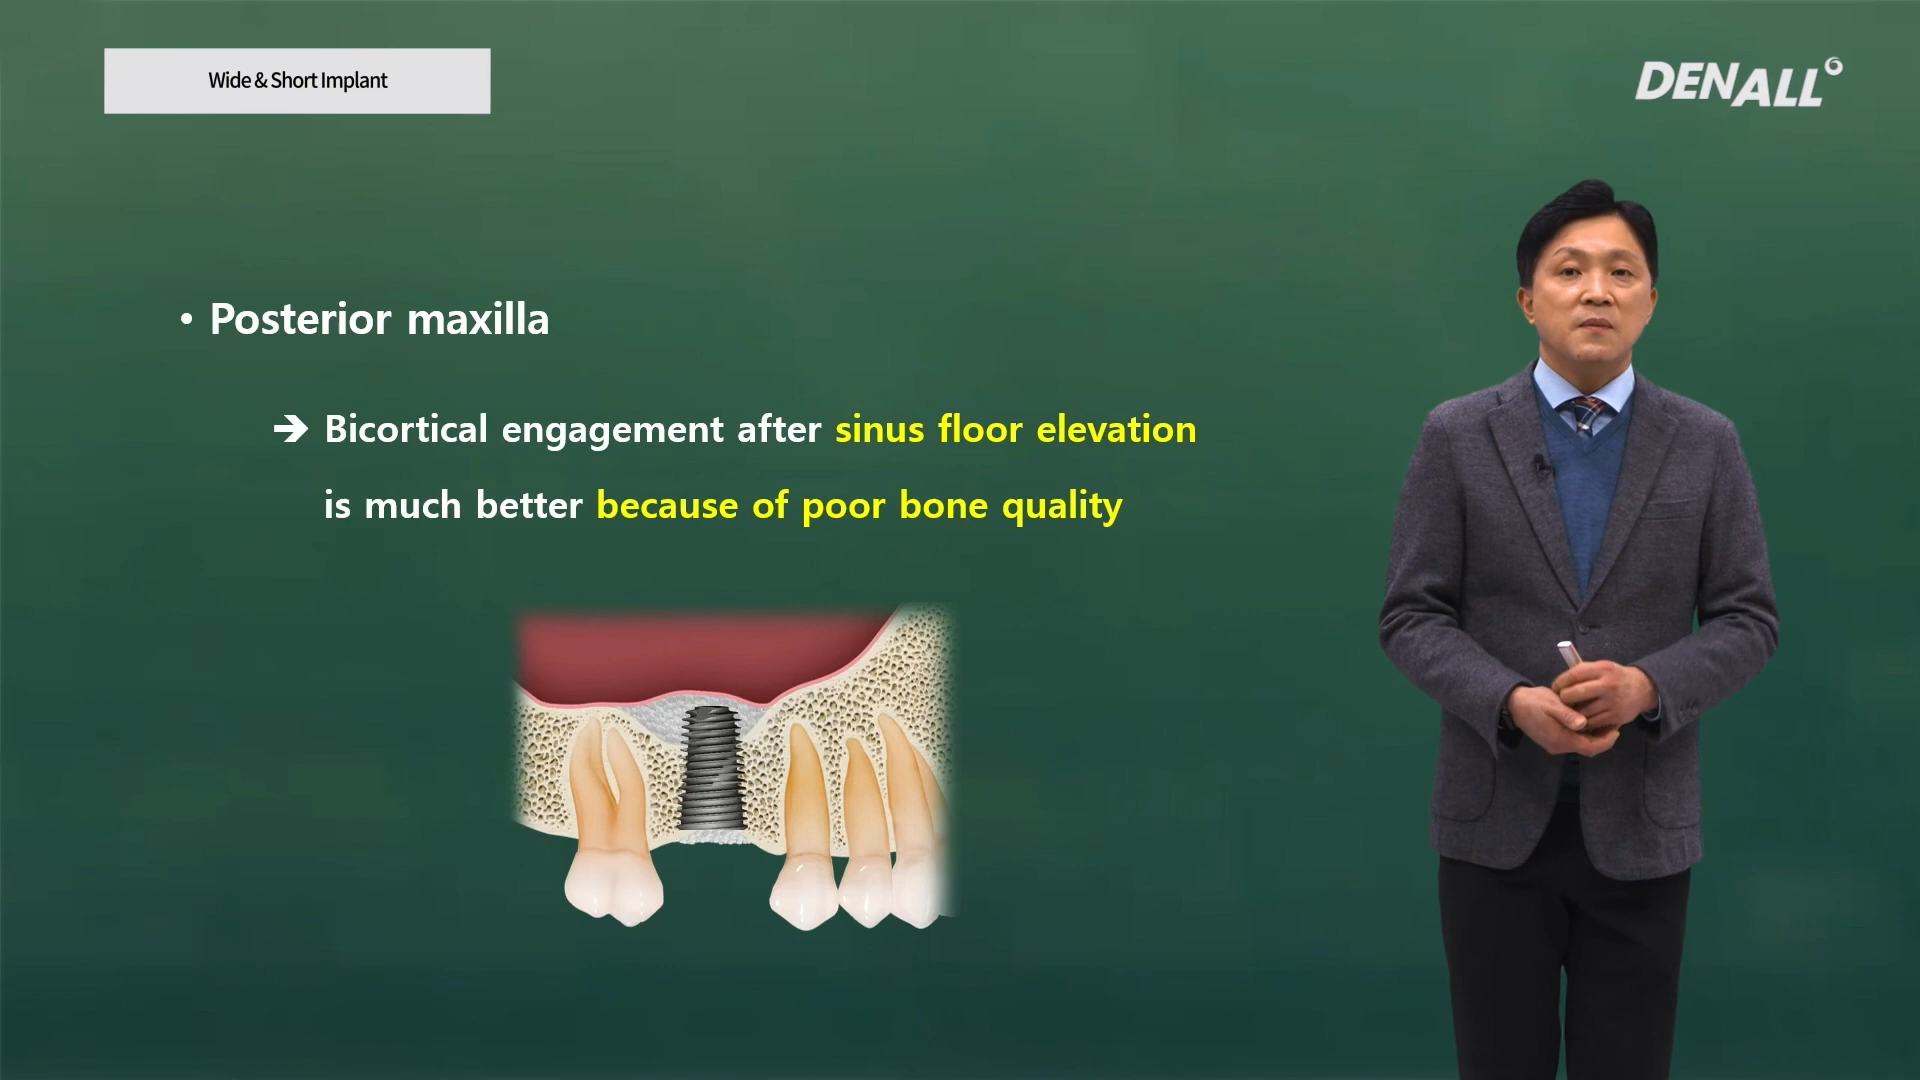 Wide & Short Implant
DENALL
• Posterior maxilla
➔ Bicortical engagement after sinus floor elevation
is much better because of poor bone quality